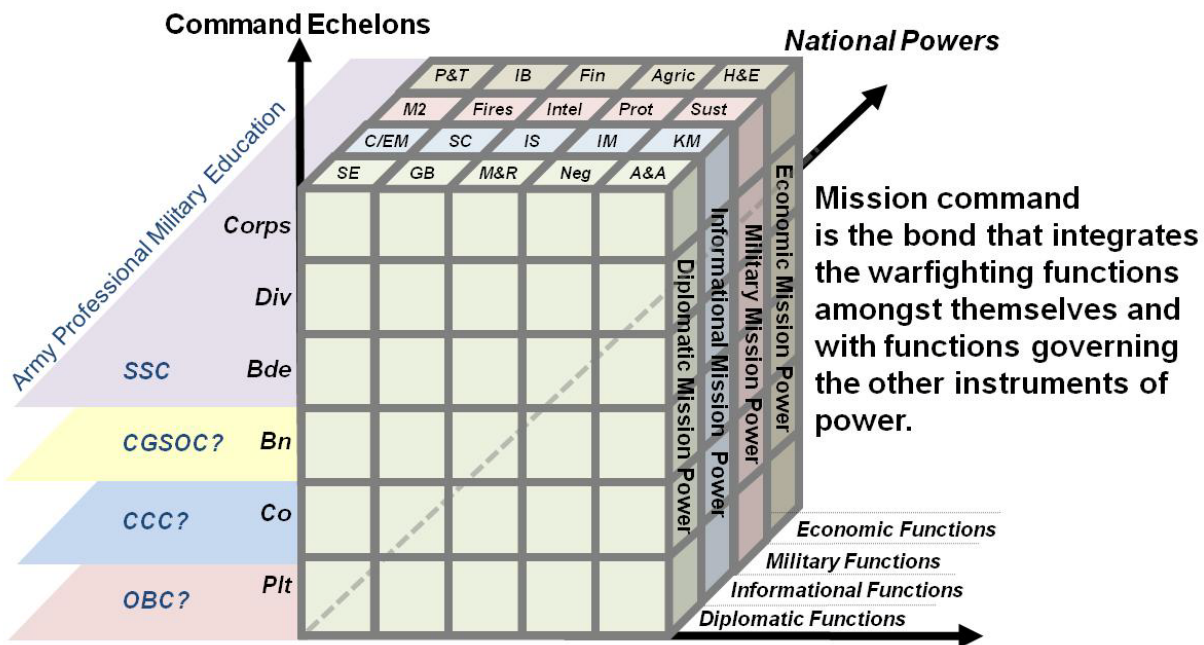 Command Echelons
National Powers
Army Professional Military Education
P&T IB Fin Agric H&E
M2 Fires Intel Prot Sust
C/EM SC IS IM KM
SE GB M&R Neg A&A
Corps
Div
SSC Bde
CGSOC? Bn
CCC? Co
OBC? Plt
Diplomatic Mission Power
Informational Mission Power
Military Mission Power
Economic Mission Power
Mission command
is the bond that integrates
the warfighting functions
amongst themselves and
with functions governing
the other instruments of
power.
Economic Functions
Military Functions
Informational Functions
Diplomatic Functions